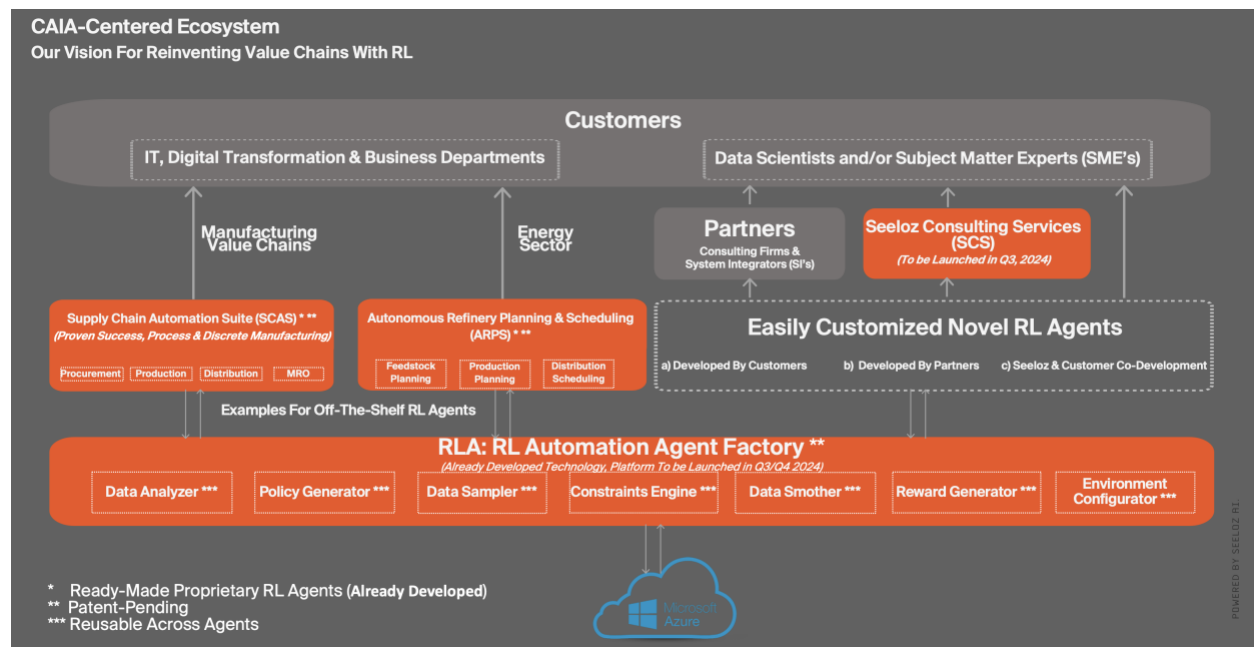 CAIA-Centered Ecosystem
Our Vision For Reinventing Value Chains With RL
Customers
IT, Digital Transformation & Business Departments
Data Scientists and/or Subject Matter Experts (SME's)
Manufacturing
Value Chains
Energy
Sector
Partners
Consulting Firms &
System Integrators (SI's)
Seeloz Consulting Services
(SCS)
(To be Launched in Q3, 2024)
Supply Chain Automation Suite (SCAS) * **
(Proven Success, Process & Discrete Manufacturing)
Procurement
Production
Distribution
MRO
Autonomous Refinery Planning & Scheduling
(ARPS) * **
Feedstock
Planning
Production
Planning
Distribution
Scheduling
Easily Customized Novel RL Agents
a) Developed By Customers
b) Developed By Partners
c) Seeloz & Customer Co-Development
Examples For Off-The-Shelf RL Agents
RLA: RL Automation Agent Factory **
(Already Developed Technology, Platform To be Launched in Q3/Q4 2024)
Data Analyzer ***
Policy Generator ***
Data Sampler ***
Constraints Engine ***
Data Smother ***
Reward Generator ***
Environment
Configurator ***
Microsoft
Azure
* Ready-Made Proprietary RL Agents (Already Developed)
** Patent-Pending
*** Reusable Across Agents
POWERED BY SEELOZ AI.